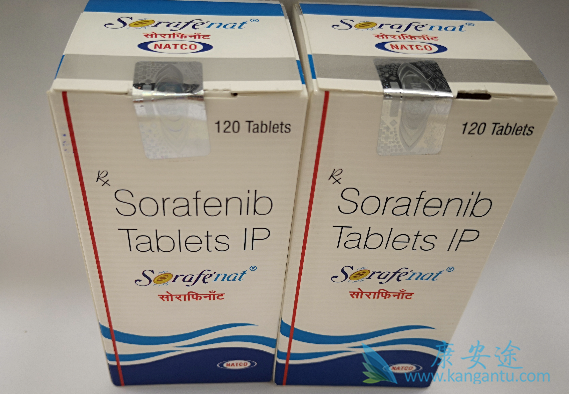 Sorafenat®
सोराफिनॉट
NATCO
120 Tablets
Rx
Sorafenib
Tablets IP
Sorafenat®
सोराफिनॉट
NATCO
Sorafenat®
सोराफिनॉट
NATCO
120 Tablets
Rx
Sorafenib
Tablets IP
Sorafenat®
सोराफिनॉट
NATCO
康安途
www.kangantu.com